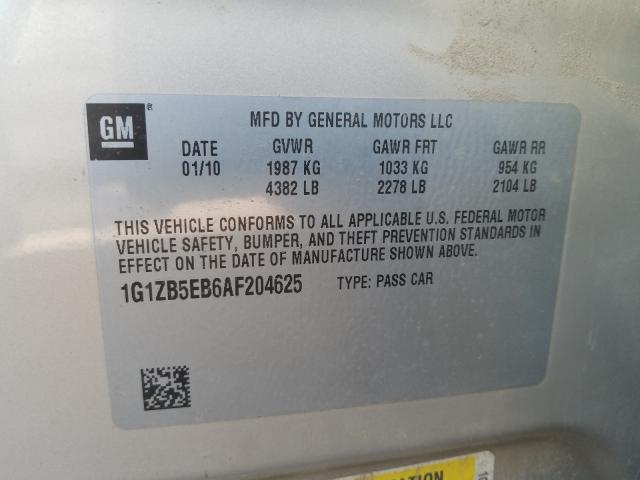 GM®
MFD BY GENERAL MOTORS LLC
DATE GVWR GAWR FRT GAWR RR
01/10 1987 KG 1033 KG 954 KG
4382 LB 2278 LB 2104 LB
THIS VEHICLE CONFORMS TO ALL APPLICABLE U.S. FEDERAL MOTOR
VEHICLE SAFETY, BUMPER, AND THEFT PREVENTION STANDARDS IN
EFFECT ON THE DATE OF MANUFACTURE SHOWN ABOVE.
1G1ZB5EB6AF204625 TYPE: PASS CAR